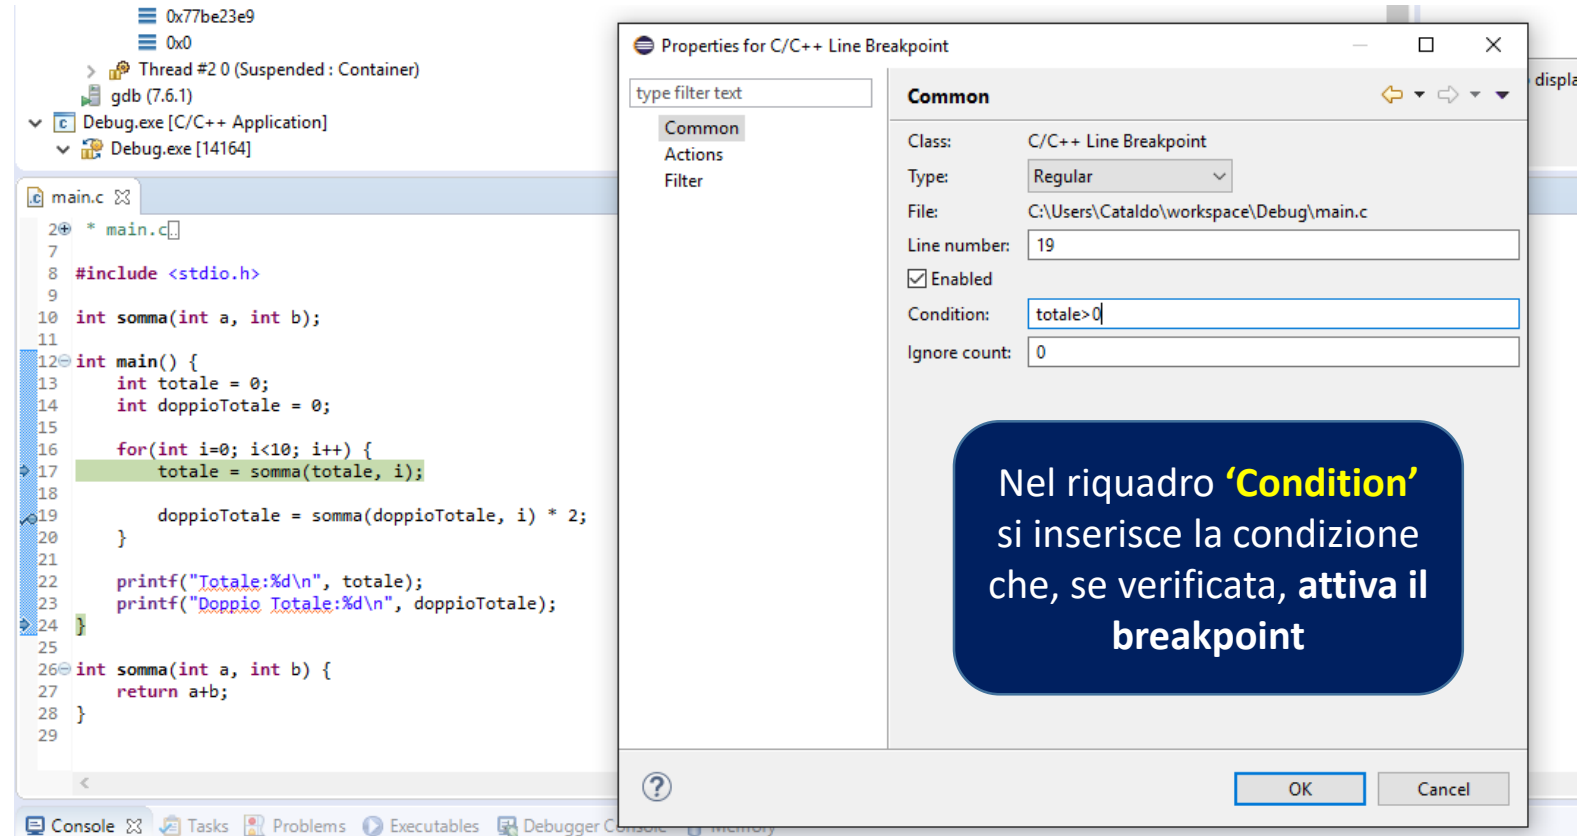 0x77be23e9
0x0
Thread #2 0 (Suspended : Container)
gdb (7.6.1)
Debug.exe [C/C++ Application]
Debug.exe [14164]
main.c
2 * main.c
7
8 #include <stdio.h>
9
10 int somma(int a, int b);
11
12 int main() {
13 int totale = 0;
14 int doppioTotale = 0;
15
16 for(int i=0; i<10; i++) {
17 totale = somma(totale, i);
18
19 doppioTotale = somma(doppioTotale, i) * 2;
20 }
21
22 printf("Totale:%d\n", totale);
23 printf("Doppio Totale:%d\n", doppioTotale);
24 }
25
26 int somma(int a, int b) {
27 return a+b;
28 }
29
Console Tasks Problems Executables Debugger Console Memory
Properties for C/C++ Line Breakpoint
type filter text
Common
Actions
Filter
Common
Class: C/C++ Line Breakpoint
Type: Regular
File: C:\Users\Cataldo\workspace\Debug\main.c
Line number: 19
Enabled
Condition: totale>0
Ignore count: 0
Nel riquadro ‘Condition’
si inserisce la condizione
che, se verificata, attiva il
breakpoint
?
OK Cancel